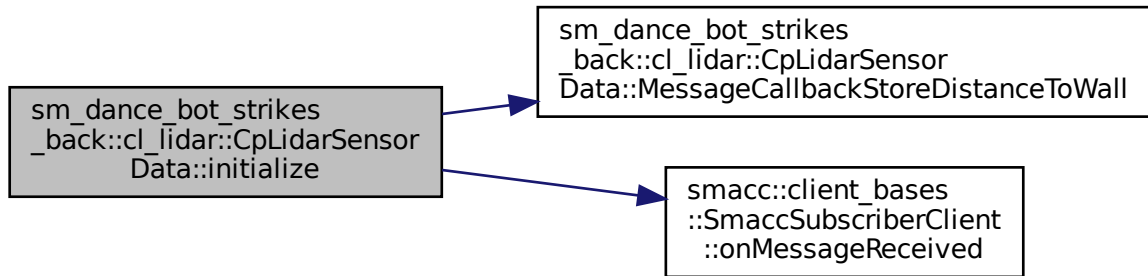 sm_dance_bot_strikes
_back::cl_lidar::CpLidarSensor
Data::initialize
sm_dance_bot_strikes
_back::cl_lidar::CpLidarSensor
Data::MessageCallbackStoreDistanceToWall
smacc::client_bases
::SmaccSubscriberClient
::onMessageReceived